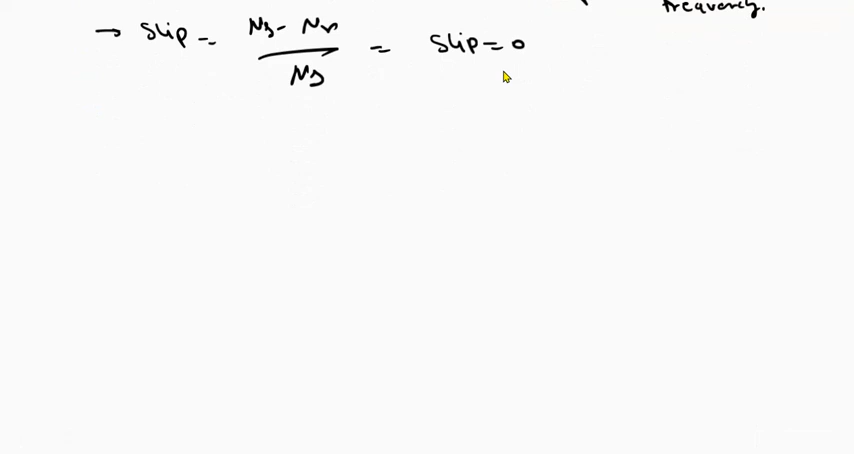 frequency.
→ Slip = Ns - Nr / Ns = Slip = 0